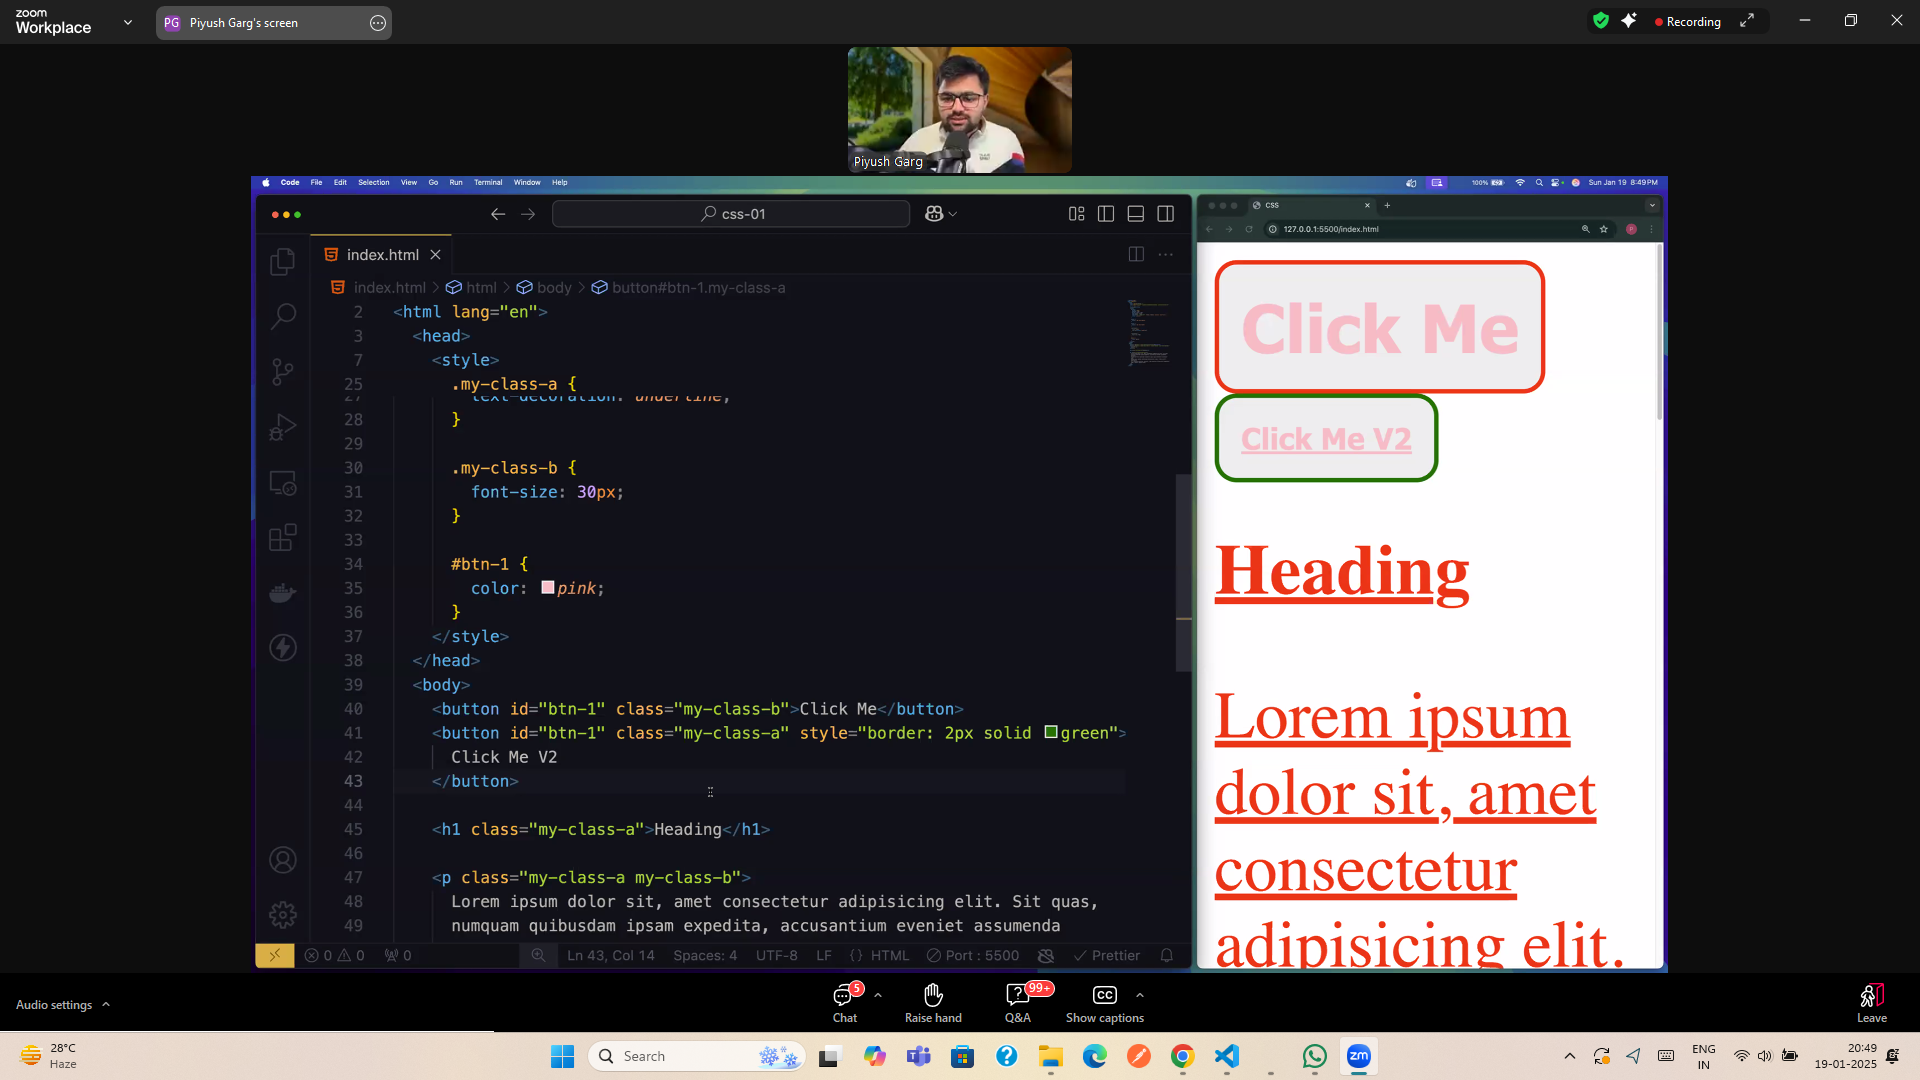 zoom
Workplace
PG Piyush Garg's screen
Recording
Piyush Garg
Code File Edit Selection View Go Run Terminal Window Help
100% Sun Jan 19 8:49PM
css-01
index.html
index.html > html > body > button#btn-1.my-class-a
2 <html lang="en">
3 <head>
7 <style>
25 .my-class-a {
27 text-decoration: underline;
28 }
29
30 .my-class-b {
31 font-size: 30px;
32 }
33
34 #btn-1 {
35 color: pink;
36 }
37 </style>
38 </head>
39 <body>
40 <button id="btn-1" class="my-class-b">Click Me</button>
41 <button id="btn-1" class="my-class-a" style="border: 2px solid green">
42 Click Me V2
43 </button>
44
45 <h1 class="my-class-a">Heading</h1>
46
47 <p class="my-class-a my-class-b">
48 Lorem ipsum dolor sit, amet consectetur adipisicing elit. Sit quas,
49 numquam quibusdam ipsam expedita, accusantium eveniet assumenda
0 0 0 Ln 43, Col 14 Spaces: 4 UTF-8 LF {} HTML Port : 5500 Prettier
CSS
127.0.0.1:5500/index.html
Click Me
Click Me V2
Heading
Lorem ipsum
dolor sit, amet
consectetur
adipisicing elit.
Audio settings
5
Chat
Raise hand
99+
Q&A
CC
Show captions
Leave
28°C
Haze
Search
zm
ENG
IN
20:49
19-01-2025